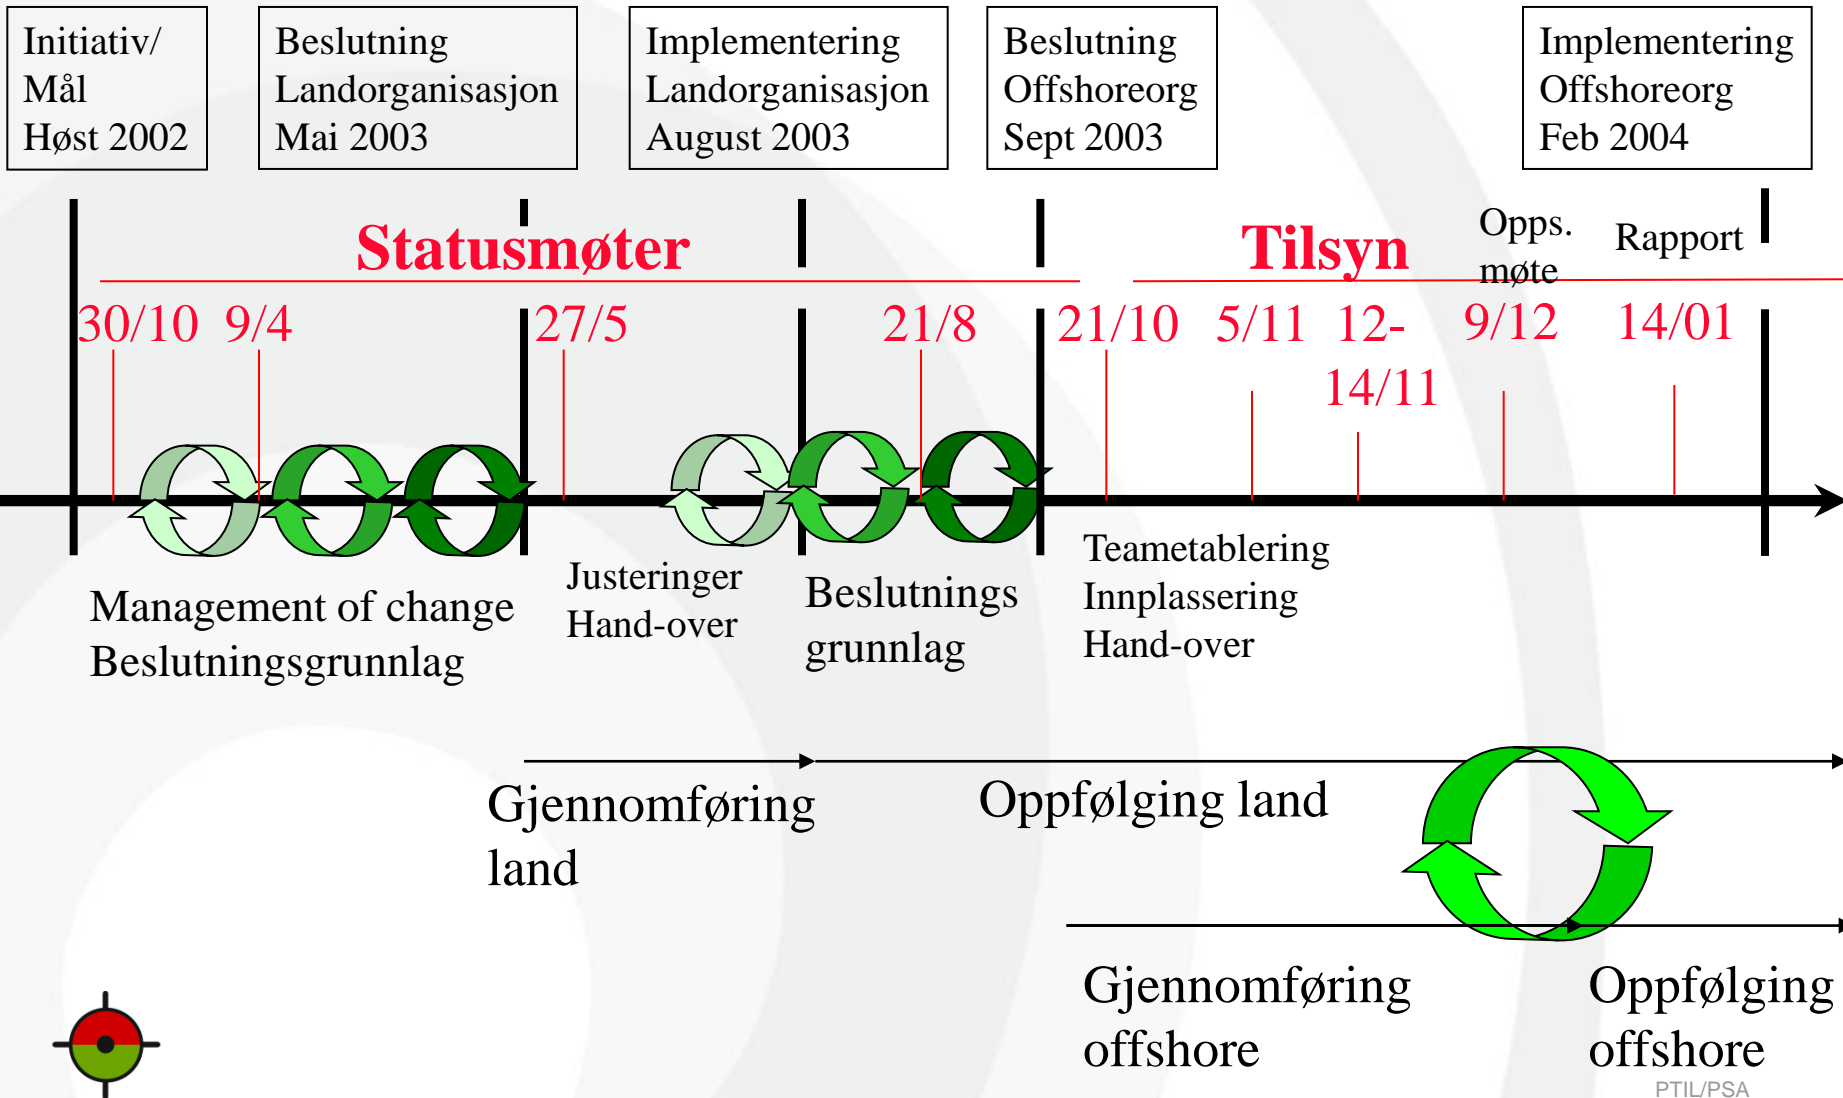 Initiativ/
Mål
Høst 2002
Beslutning
Landorganisasjon
Mai 2003
Implementering
Landorganisasjon
August 2003
Beslutning
Offshoreorg
Sept 2003
Implementering
Offshoreorg
Feb 2004
Statusmøter
Tilsyn
Opps.
møte
Rapport
30/10
9/4
27/5
21/8
21/10
5/11
12-
14/11
9/12
14/01
Management of change
Beslutningsgrunnlag
Justeringer
Hand-over
Beslutnings
grunnlag
Teametablering
Innplassering
Hand-over
Gjennomføring
land
Oppfølging land
Gjennomføring
offshore
Oppfølging
offshore
PTIL/PSA